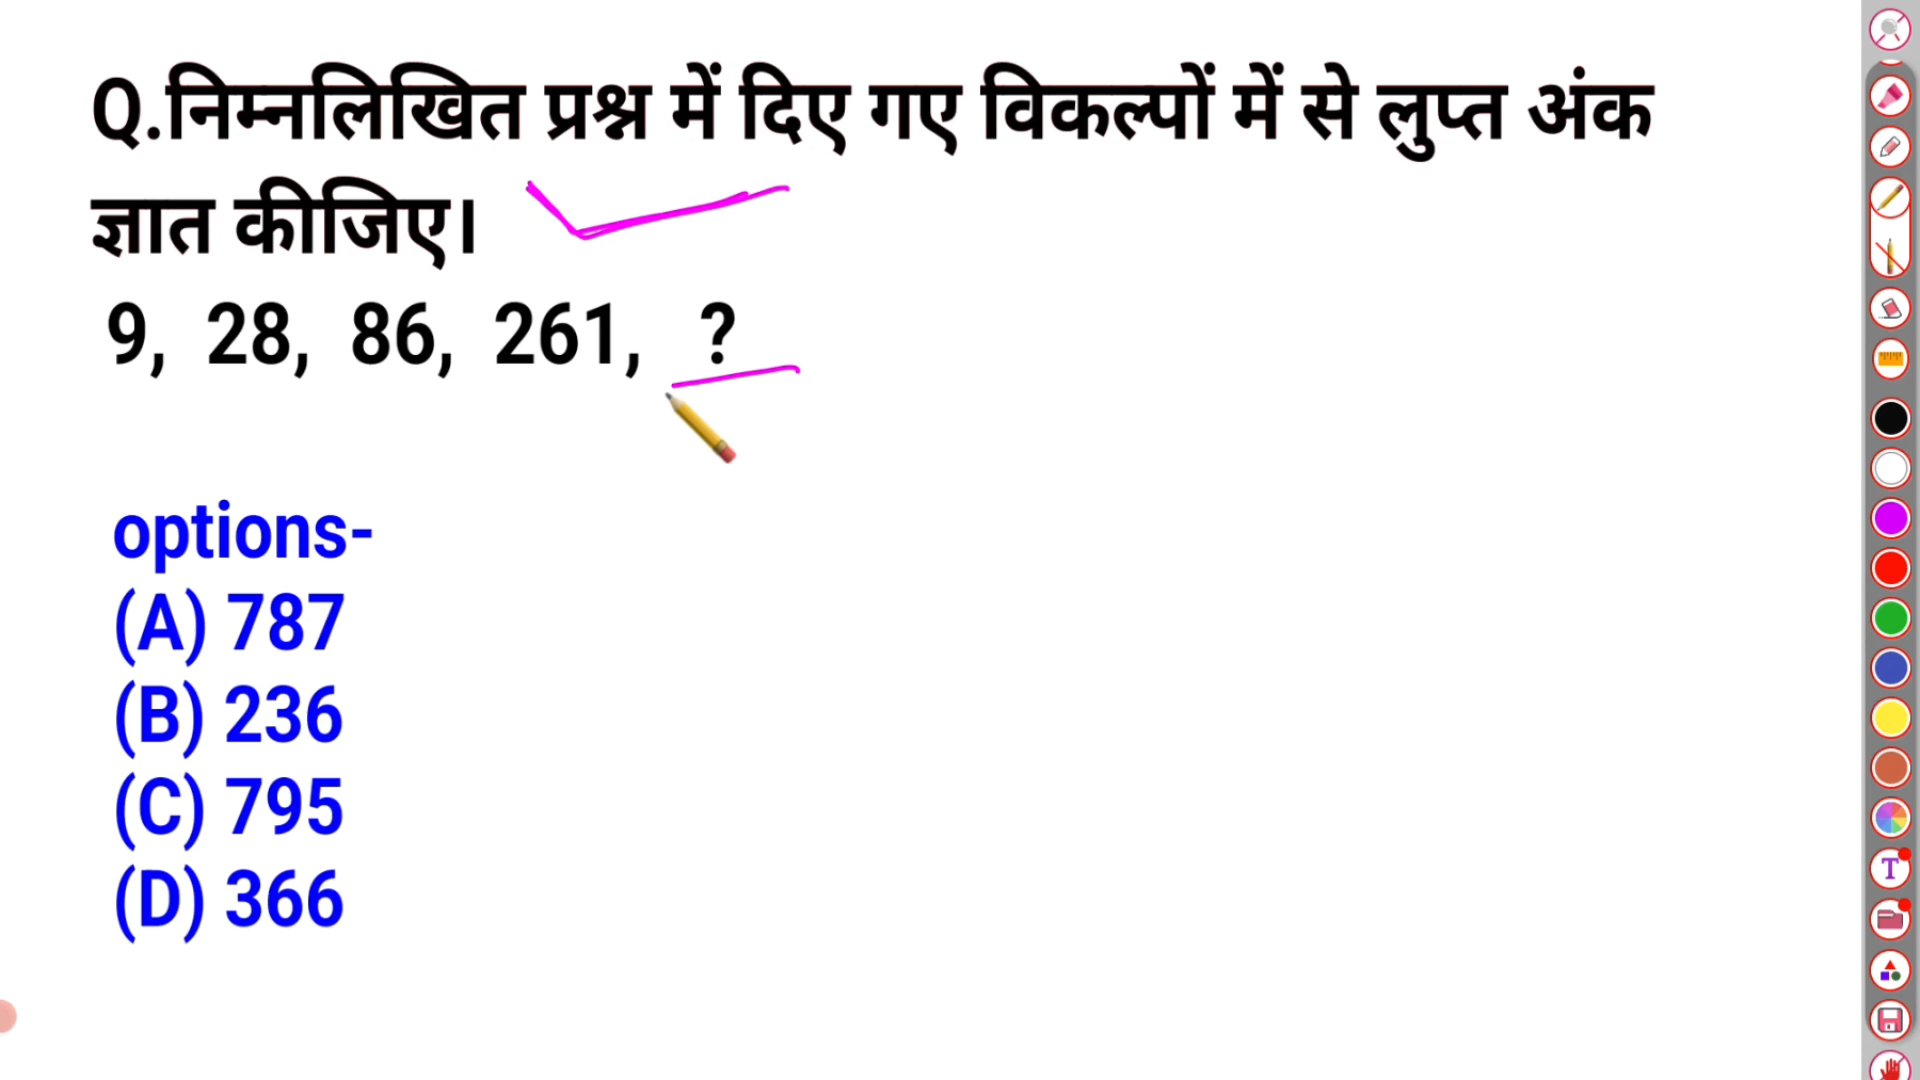 Q.निम्नलिखित प्रश्न में दिए गए विकल्पों में से लुप्त अंक
ज्ञात कीजिए।
9, 28, 86, 261, ?
options-
(A) 787
(B) 236
(C) 795
(D) 366
T